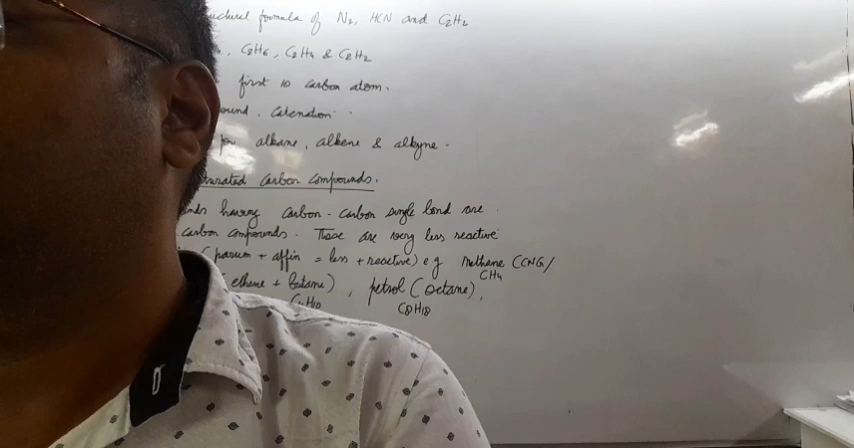 formula of N₂, HCN and C₂H₂
, C₂H₆, C₂H₄ & C₂H₂
first 10 carbon atom.
ound, Catenation.
for alkane, alkene & alkyne.
turated Carbon Compounds.
nds having Carbon - Carbon single bond are
carbon compounds. These are very less reactive
(parum + affin = less + reactive) e.g. Methane (CNG/
CH₄
ethane + butane), petrol (octane),
C₄H₁₀ C₈H₁₈